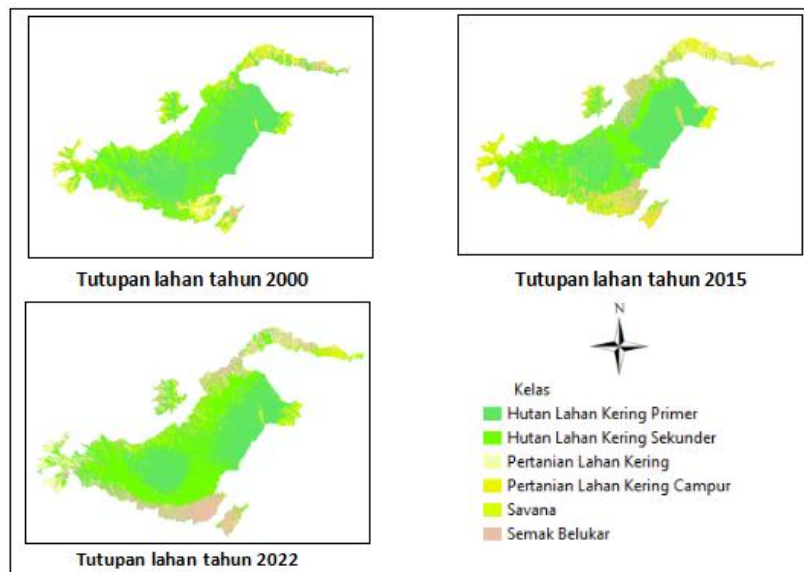 Tutupan lahan tahun 2000
Tutupan lahan tahun 2015
N
Kelas
Hutan Lahan Kering Primer
Hutan Lahan Kering Sekunder
Pertanian Lahan Kering
Pertanian Lahan Kering Campur
Savana
Semak Belukar
Tutupan lahan tahun 2022